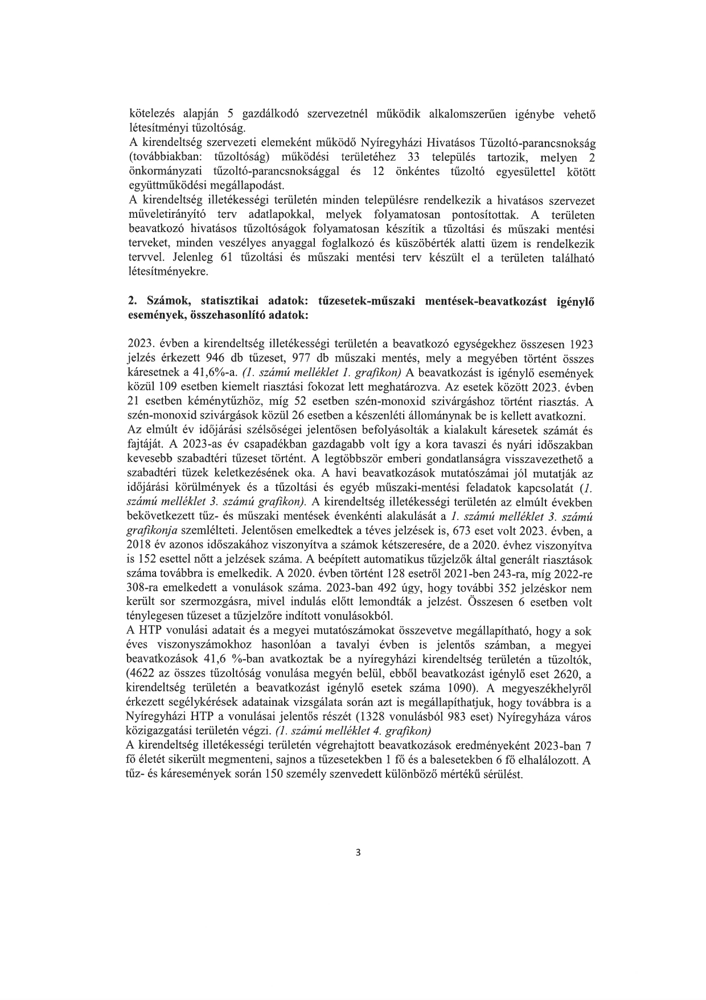 kötelezés alapján 5 gazdálkodó szervezetnél működik alkalomszerűen igénybe vehető
létesítményi tűzoltóság.
A kirendeltség szervezeti elemeként működő Nyíregyházi Hivatásos Tűzoltó-parancsnokság
(továbbiakban: tűzoltóság) működési területéhez 33 település tartozik, melyen 2
önkormányzati tűzoltó-parancsnoksággal és 12 önkéntes tűzoltó egyesülettel kötött
együttműködési megállapodást.
A kirendeltség illetékességi területén minden településre rendelkezik a hivatásos szervezet
műveletirányító terv adatlapokkal, melyek folyamatosan pontosítottak. A területen
beavatkozó hivatásos tűzoltóságok folyamatosan készítik a tűzoltási és műszaki mentési
terveket, minden veszélyes anyaggal foglalkozó és küszöbérték alatti üzem is rendelkezik
tervvel. Jelenleg 61 tűzoltási és műszaki mentési terv készült el a területen található
létesítményekre.
2. Számok, statisztikai adatok: tűzesetek-műszaki mentések-beavatkozást igénylő
események, összehasonlító adatok:
2023. évben a kirendeltség illetékességi területén a beavatkozó egységekhez összesen 1923
jelzés érkezett 946 db tűzeset, 977 db műszaki mentés, mely a megyében történt összes
káresetnek a 41,6%-a. (1. számú melléklet 1. grafikon) A beavatkozást is igénylő események
közül 109 esetben kiemelt riasztási fokozat lett meghatározva. Az esetek között 2023. évben
21 esetben kéménytűzhöz, míg 52 esetben szén-monoxid szivárgáshoz történt riasztás. A
szén-monoxid szivárgások közül 26 esetben a készenléti állománynak be is kellett avatkozni.
Az elmúlt év időjárási szélsőségei jelentősen befolyásolták a kialakult káresetek számát és
fajtáját. A 2023-as év csapadékban gazdagabb volt így a kora tavaszi és nyári időszakban
kevesebb szabadtéri tűzeset történt. A legtöbbször emberi gondatlanságra visszavezethető a
szabadtéri tüzek keletkezésének oka. A havi beavatkozások mutatószámai jól mutatják az
időjárási körülmények és a tűzoltási és egyéb műszaki-mentési feladatok kapcsolatát (1.
számú melléklet 3. számú grafikon). A kirendeltség illetékességi területén az elmúlt években
bekövetkezett tűz- és műszaki mentések évenkénti alakulását a 1. számú melléklet 3. számú
grafikonja szemlélteti. Jelentősen emelkedtek a téves jelzések is, 673 eset volt 2023. évben, a
2018 év azonos időszakához viszonyítva a számok kétszeresére, de a 2020. évhez viszonyítva
is 152 esettel nőtt a jelzések száma. A beépített automatikus tűzjelzők által generált riasztások
száma továbbra is emelkedik. A 2020. évben történt 128 esetről 2021-ben 243-ra, míg 2022-re
308-ra emelkedett a vonulások száma. 2023-ban 492 úgy, hogy további 352 jelzéskor nem
került sor szermozgásra, mivel indulás előtt lemondták a jelzést. Összesen 6 esetben volt
ténylegesen tűzeset a tűzjelzőre indított vonulásokból.
A HTP vonulási adatait és a megyei mutatószámokat összevetve megállapítható, hogy a sok
éves viszonyszámokhoz hasonlóan a tavalyi évben is jelentős számban, a megyei
beavatkozások 41,6 %-ban avatkoztak be a nyíregyházi kirendeltség területén a tűzoltók,
(4622 az összes tűzoltóság vonulása megyén belül, ebből beavatkozást igénylő eset 2620, a
kirendeltség területén a beavatkozást igénylő esetek száma 1090). A megyeszékhelyről
érkezett segélykérések adatainak vizsgálata során azt is megállapíthatjuk, hogy továbbra is a
Nyíregyházi HTP a vonulásai jelentős részét (1328 vonulásból 983 eset) Nyíregyháza város
közigazgatási területén végzi. (1. számú melléklet 4. grafikon)
A kirendeltség illetékességi területén végrehajtott beavatkozások eredményeként 2023-ban 7
fő életét sikerült megmenteni, sajnos a tűzesetekben 1 fő és a balesetekben 6 fő elhalálozott. A
tűz- és káresemények során 150 személy szenvedett különböző mértékű sérülést.
3